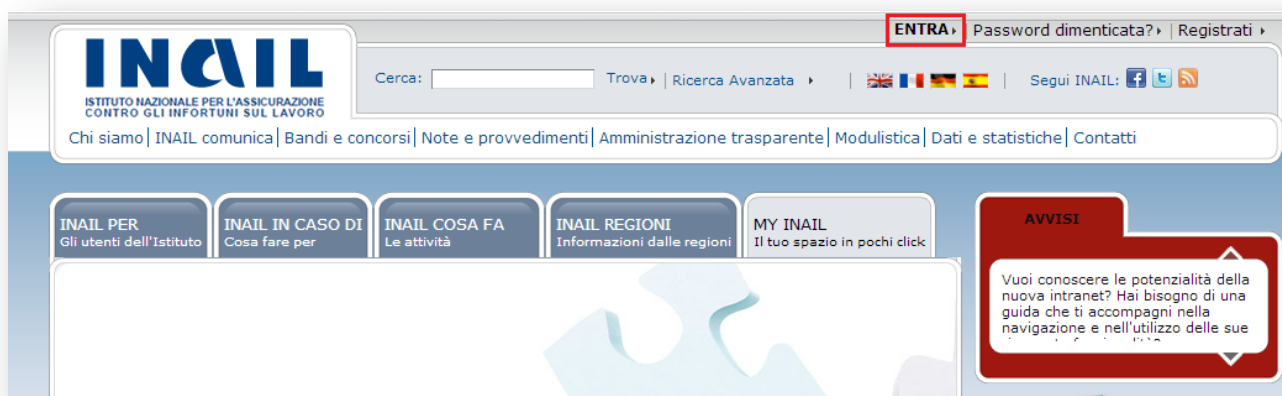 ENTRA | Password dimenticata? | Registrati
INAIL
ISTITUTO NAZIONALE PER L'ASSICURAZIONE
CONTRO GLI INFORTUNI SUL LAVORO
Cerca: Trova | Ricerca Avanzata | | Segui INAIL:
Chi siamo | INAIL comunica | Bandi e concorsi | Note e provvedimenti | Amministrazione trasparente | Modulistica | Dati e statistiche | Contatti
INAIL PER
Gli utenti dell'Istituto
INAIL IN CASO DI
Cosa fare per
INAIL COSA FA
Le attività
INAIL REGIONI
Informazioni dalle regioni
MY INAIL
Il tuo spazio in pochi click
AVVISI
Vuoi conoscere le potenzialità della
nuova intranet? Hai bisogno di una
guida che ti accompagni nella
navigazione e nell'utilizzo delle sue